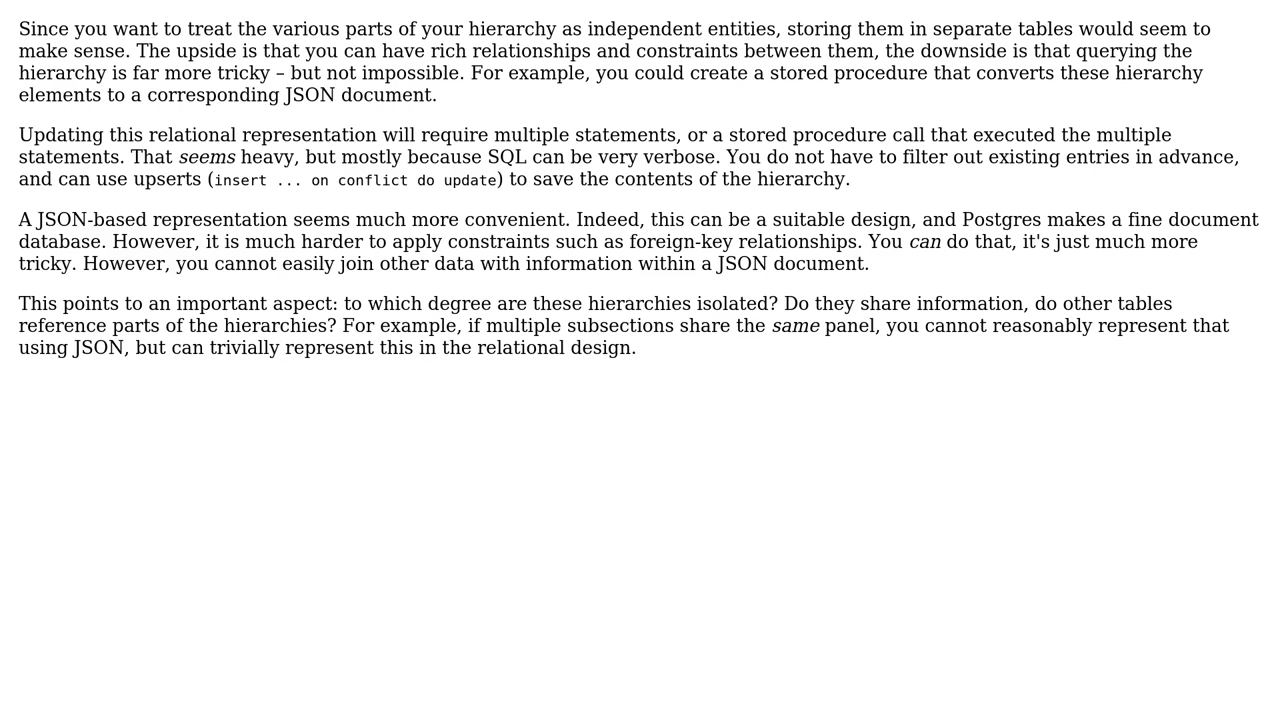 Since you want to treat the various parts of your hierarchy as independent entities, storing them in separate tables would seem to
make sense. The upside is that you can have rich relationships and constraints between them, the downside is that querying the
hierarchy is far more tricky – but not impossible. For example, you could create a stored procedure that converts these hierarchy
elements to a corresponding JSON document.
Updating this relational representation will require multiple statements, or a stored procedure call that executed the multiple
statements. That seems heavy, but mostly because SQL can be very verbose. You do not have to filter out existing entries in advance,
and can use upserts (insert ... on conflict do update) to save the contents of the hierarchy.
A JSON-based representation seems much more convenient. Indeed, this can be a suitable design, and Postgres makes a fine document
database. However, it is much harder to apply constraints such as foreign-key relationships. You can do that, it's just much more
tricky. However, you cannot easily join other data with information within a JSON document.
This points to an important aspect: to which degree are these hierarchies isolated? Do they share information, do other tables
reference parts of the hierarchies? For example, if multiple subsections share the same panel, you cannot reasonably represent that
using JSON, but can trivially represent this in the relational design.